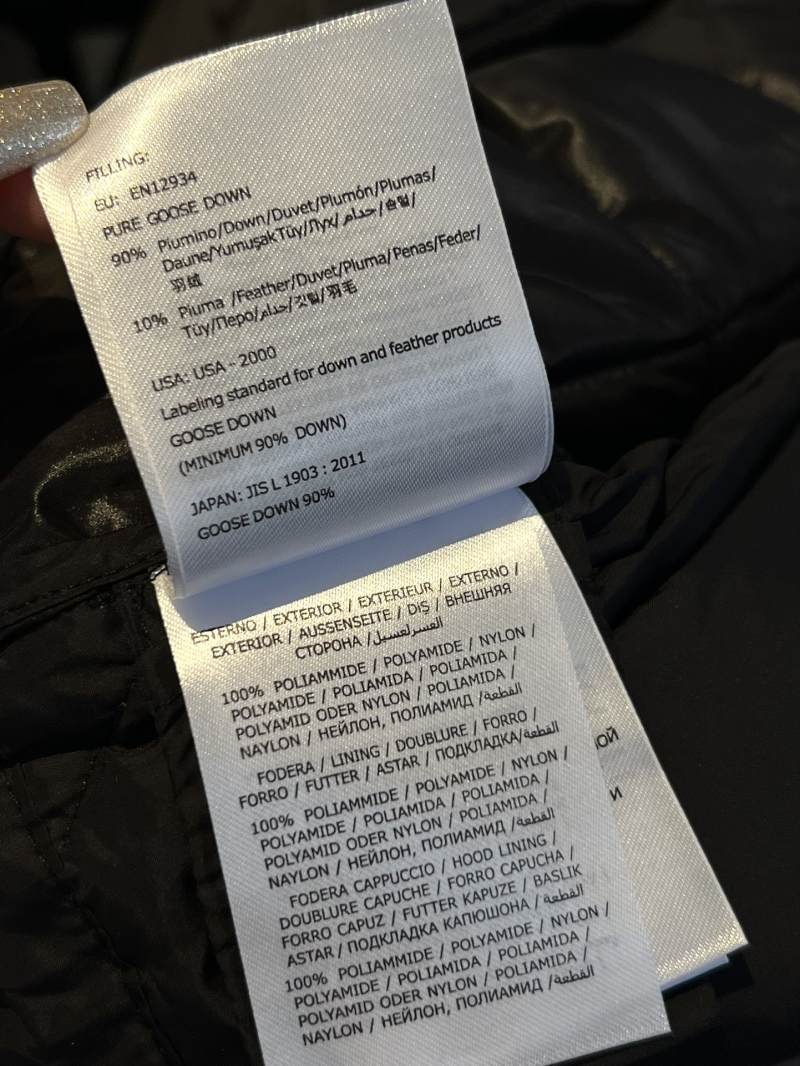 FILLING:
EU: EN12934
PURE GOOSE DOWN
90% Piumino/Down/Duvet/Plumón/Plumas/
Daune/YumuşakTüy/Лух/ حدام/솜털/
羽绒
10% Piuma /Feather/Duvet/Pluma/Penas/Feder/
Tüy/Перо/حدام/깃털/羽毛
USA: USA - 2000
Labeling standard for down and feather products
GOOSE DOWN
(MINIMUM 90% DOWN)
JAPAN: JIS L 1903 : 2011
GOOSE DOWN 90%
ESTERNO / EXTERIOR / EXTERIEUR / EXTERNO /
EXTERIOR / AUSSENSEITE / DIŞ / ВНЕШНЯЯ
СТОРОНА /
100% POLIAMMIDE / POLYAMIDE / NYLON /
POLYAMIDE / POLIAMIDA / POLIAMIDA /
POLYAMID ODER NYLON / POLIAMIDA /
NAYLON / НЕЙЛОН, ПОЛИАМИД /القطعة
FODERA / LINING / DOUBLURE / FORRO /
FORRO / FUTTER / ASTAR / ПОДКЛАДКА/القطعة
100% POLIAMMIDE / POLYAMIDE / NYLON /
POLYAMIDE / POLIAMIDA / POLIAMIDA /
POLYAMID ODER NYLON / POLIAMIDA /
NAYLON / НЕЙЛОН, ПОЛИАМИД /القطعة
FODERA CAPPUCCIO / HOOD LINING /
DOUBLURE CAPUCHE / FORRO CAPUCHA /
FORRO CAPUZ / FUTTER KAPUZE / BASLIK
ASTAR / ПОДКЛАДКА КАПЮШОНА / القطعة
100% POLIAMMIDE / POLYAMIDE / NYLON /
POLYAMIDE / POLIAMIDA / POLIAMIDA /
POLYAMID ODER NYLON / POLIAMIDA /
NAYLON / НЕЙЛОН, ПОЛИАМИД /القطعة
ОЙ
И